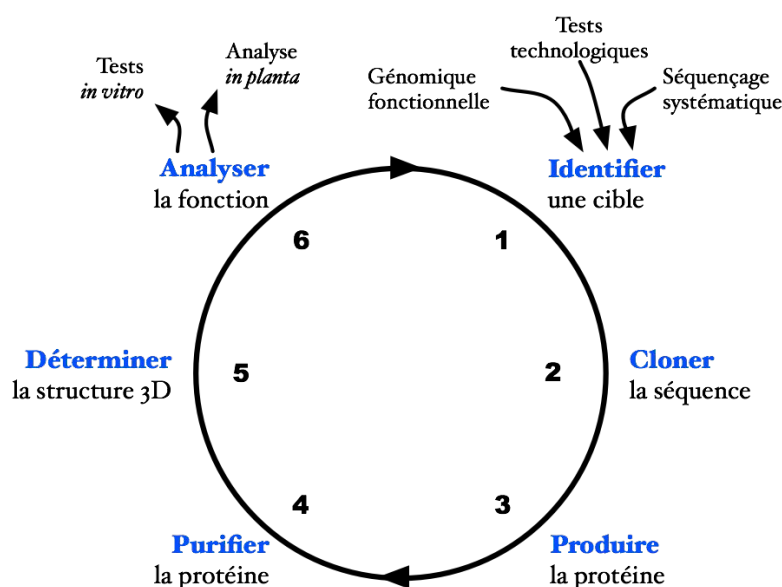 Tests
in vitro
Analyse
in planta
Génomique
fonctionnelle
Tests
technologiques
Séquençage
systématique
Analyser
la fonction
Identifier
une cible
6
1
Déterminer
la structure 3D
5
2
Cloner
la séquence
4
3
Purifier
la protéine
Produire
la protéine